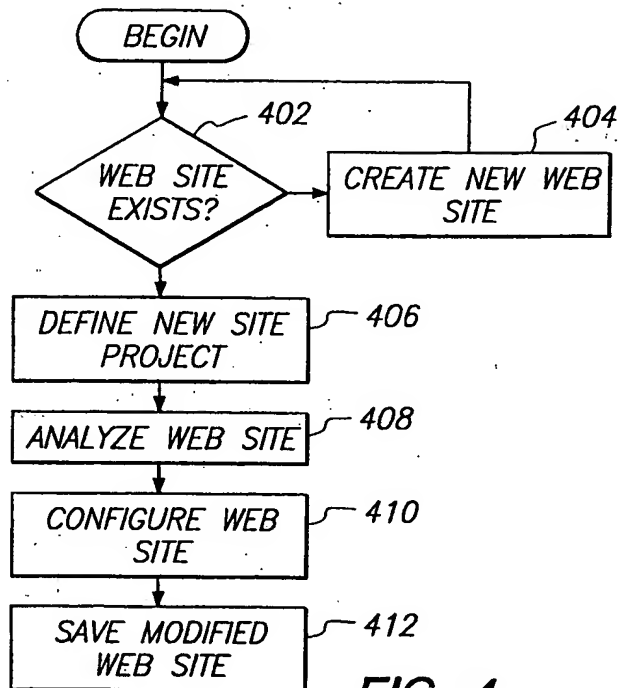 BEGIN
402
404
WEB SITE
EXISTS?
CREATE NEW WEB
SITE
DEFINE NEW SITE
PROJECT
406
ANALYZE WEB SITE
408
CONFIGURE WEB
SITE
410
SAVE MODIFIED
WEB SITE
412
FIG. 4